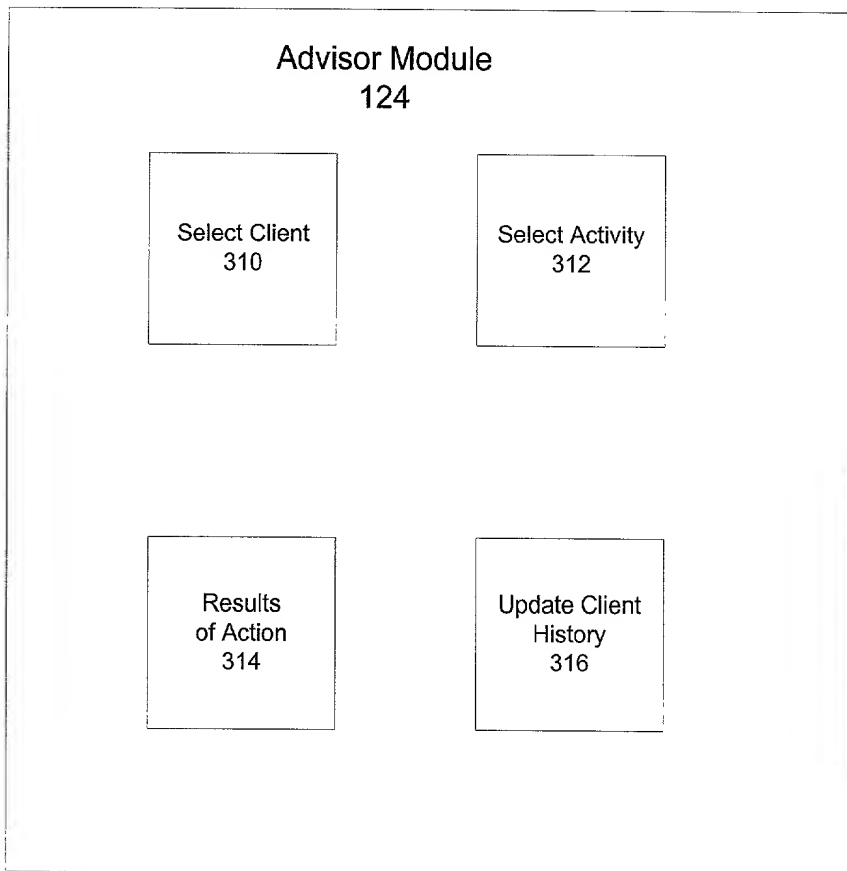 Advisor Module
124
Select Client
310
Select Activity
312
Results
of Action
314
Update Client
History
316